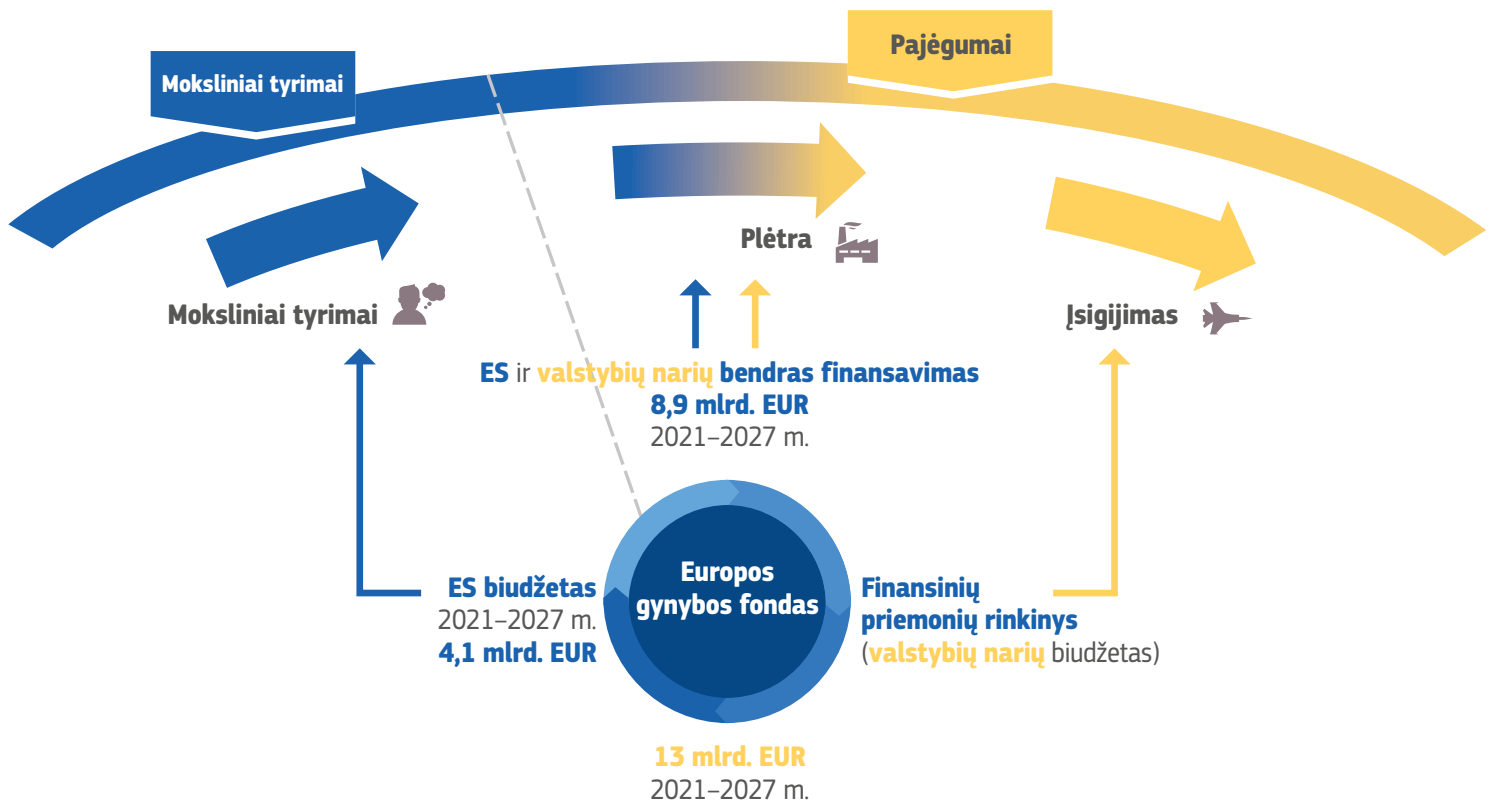 Moksliniai tyrimai
Pajėgumai
Plėtra
Moksliniai tyrimai
Įsigijimas
ES ir valstybių narių bendras finansavimas
8,9 mlrd. EUR
2021–2027 m.
Europos
gynybos fondas
ES biudžetas
2021–2027 m.
4,1 mlrd. EUR
Finansinių
priemonių rinkinys
(valstybių narių biudžetas)
13 mlrd. EUR
2021–2027 m.